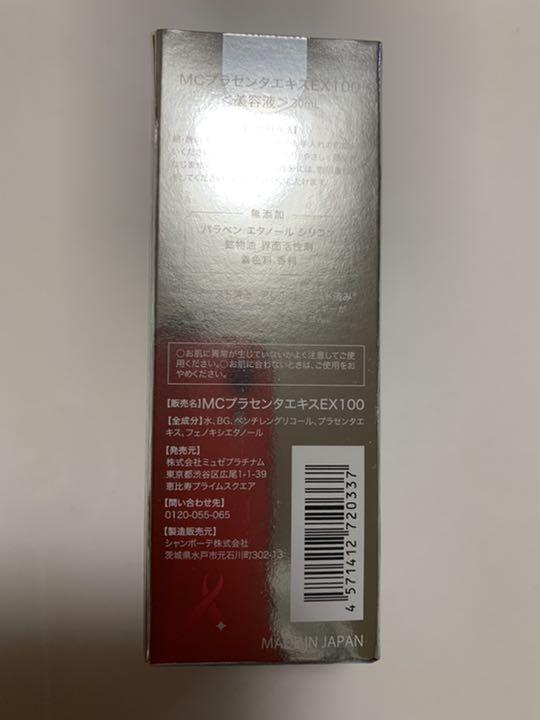 MCプラセンタエキスEX100
<美容液>30mL
無添加
パラベン エタノール シリコン
鉱物油 界面活性剤
着色料 香料
済み*
○お肌に異常が生じていないかよく注意してご使
用ください。○お肌に合わないときは、ご使用をお
やめください。
【販売名】MCプラセンタエキスEX100
【全成分】水、BG、ペンチレングリコール、プラセンタエ
キス、フェノキシエタノール
【発売元】
株式会社ミュゼプラチナム
東京都渋谷区広尾1-1-39
恵比寿プライムスクエア
【問い合わせ先】
0120-055-065
【製造販売元】
シャンボーテ株式会社
茨城県水戸市元石川町302-13
4 571412 720337
MADE IN JAPAN